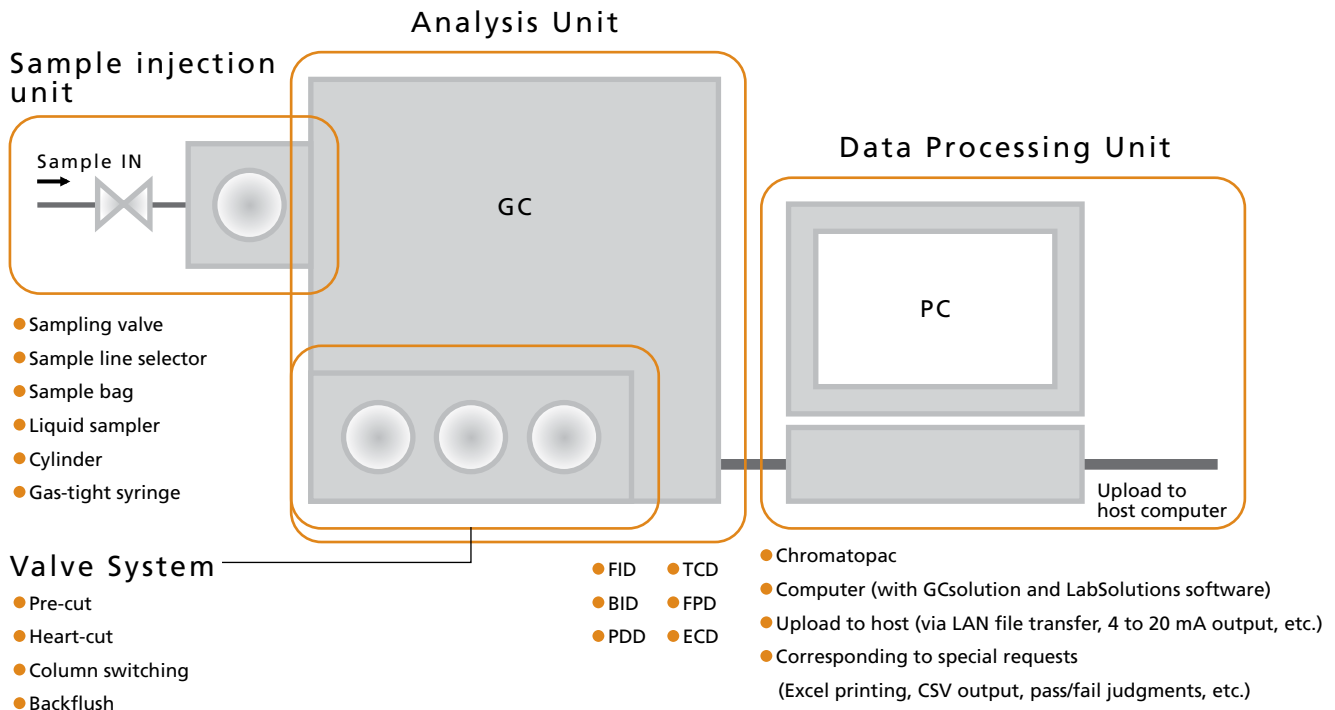 Analysis Unit
Sample injection
unit
Sample IN
GC
Data Processing Unit
PC
Upload to
host computer
Sampling valve
Sample line selector
Sample bag
Liquid sampler
Cylinder
Gas-tight syringe
Valve System
Pre-cut
Heart-cut
Column switching
Backflush
FID
TCD
BID
FPD
PDD
ECD
Chromatopac
Computer (with GCsolution and LabSolutions software)
Upload to host (via LAN file transfer, 4 to 20 mA output, etc.)
Corresponding to special requests
(Excel printing, CSV output, pass/fail judgments, etc.)